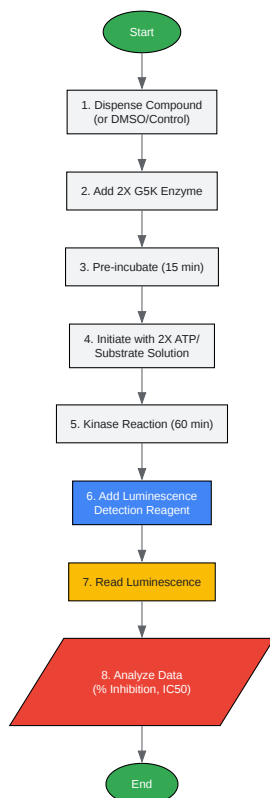 Start
1. Dispense Compound
(or DMSO/Control)
2. Add 2X G5K Enzyme
3. Pre-incubate (15 min)
4. Initiate with 2X ATP/
Substrate Solution
5. Kinase Reaction (60 min)
6. Add Luminescence
Detection Reagent
7. Read Luminescence
8. Analyze Data
(% Inhibition, IC50)
End